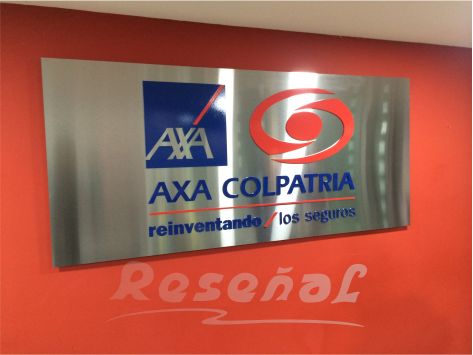 AXA
AXA COLPATRIA
reinventando / los seguros
Reseñal